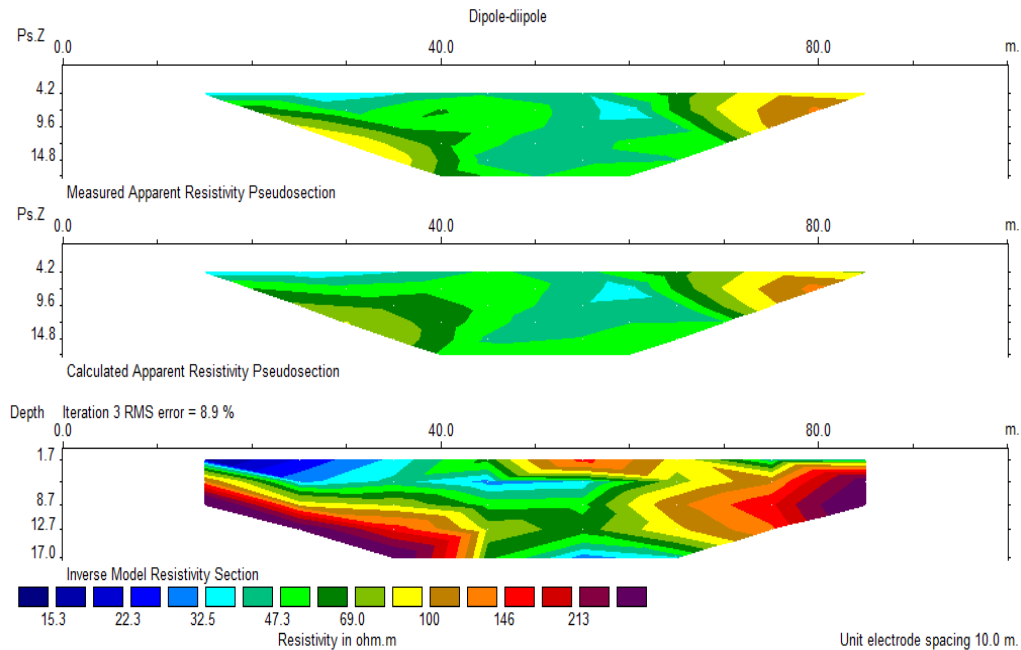 Dipole-diipole
Ps.Z 0.0 40.0 80.0 m.
4.2
9.6
14.8
Measured Apparent Resistivity Pseudosection
Ps.Z 0.0 40.0 80.0 m.
4.2
9.6
14.8
Calculated Apparent Resistivity Pseudosection
Depth Iteration 3 RMS error = 8.9 %
0.0 40.0 80.0 m.
1.7
8.7
12.7
17.0
Inverse Model Resistivity Section
15.3 22.3 32.5 47.3 69.0 100 146 213
Resistivity in ohm.m
Unit electrode spacing 10.0 m.